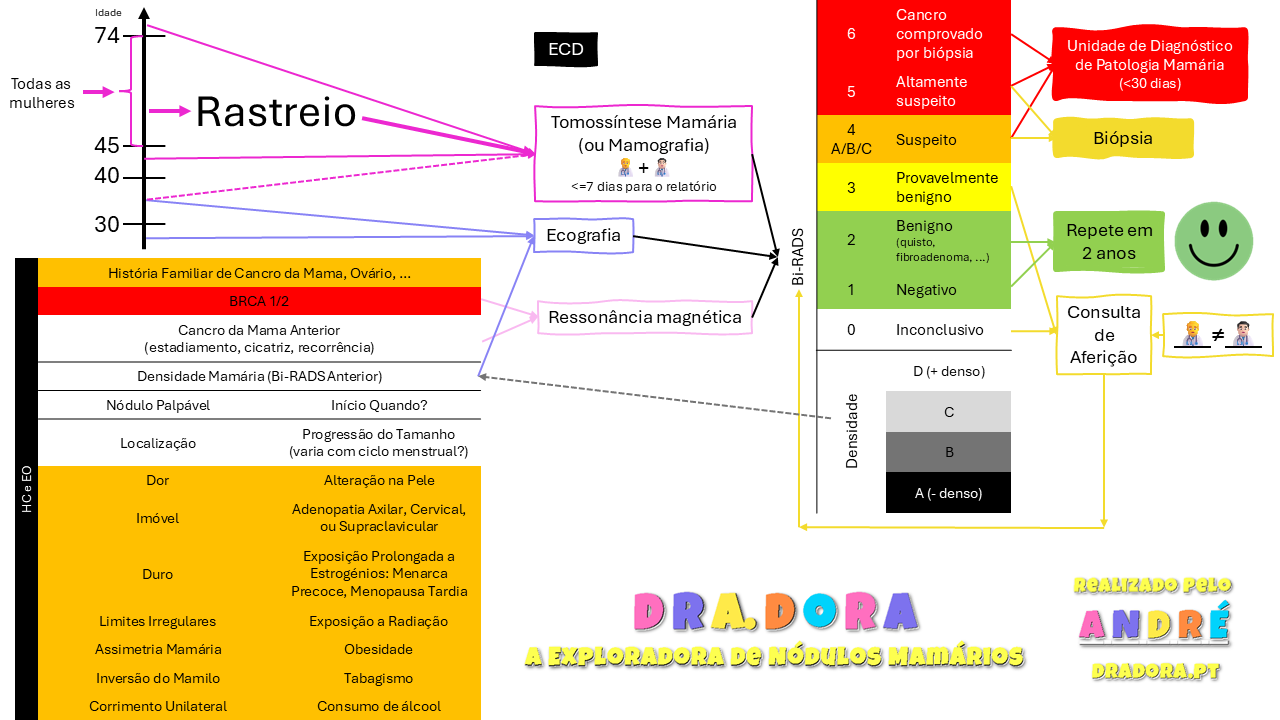 Idade
74
45
40
30
Todas as
mulheres
Rastreio
ECD
Tomossíntese Mamária
(ou Mamografia)
+
<=7 dias para o relatório
Ecografia
Ressonância magnética
HC e EO
História Familiar de Cancro da Mama, Ovário, ...
BRCA 1/2
Cancro da Mama Anterior
(estadiamento, cicatriz, recorrência)
Densidade Mamária (Bi-RADS Anterior)
Nódulo Palpável
Início Quando?
Localização
Progressão do Tamanho
(varia com ciclo menstrual?)
Dor
Alteração na Pele
Imóvel
Adenopatia Axilar, Cervical,
ou Supraclavicular
Duro
Exposição Prolongada a
Estrogénios: Menarca
Precoce, Menopausa Tardia
Limites Irregulares
Exposição a Radiação
Assimetria Mamária
Obesidade
Inversão do Mamilo
Tabagismo
Corrimento Unilateral
Consumo de álcool
Bi-RADS
6
Cancro
comprovado
por biópsia
5
Altamente
suspeito
4
A/B/C
Suspeito
3
Provavelmente
benigno
2
Benigno
(quisto,
fibroadenoma, ...)
1
Negativo
0
Inconclusivo
Densidade
D (+ denso)
C
B
A (- denso)
Unidade de Diagnóstico
de Patologia Mamária
(<30 dias)
Biópsia
Repete em
2 anos
Consulta
de
Aferição
≠
DRA.DORA
A EXPLORADORA DE NÓDULOS MAMÁRIOS
REALIZADO PELO
ANDRÉ
DRADORA.PT